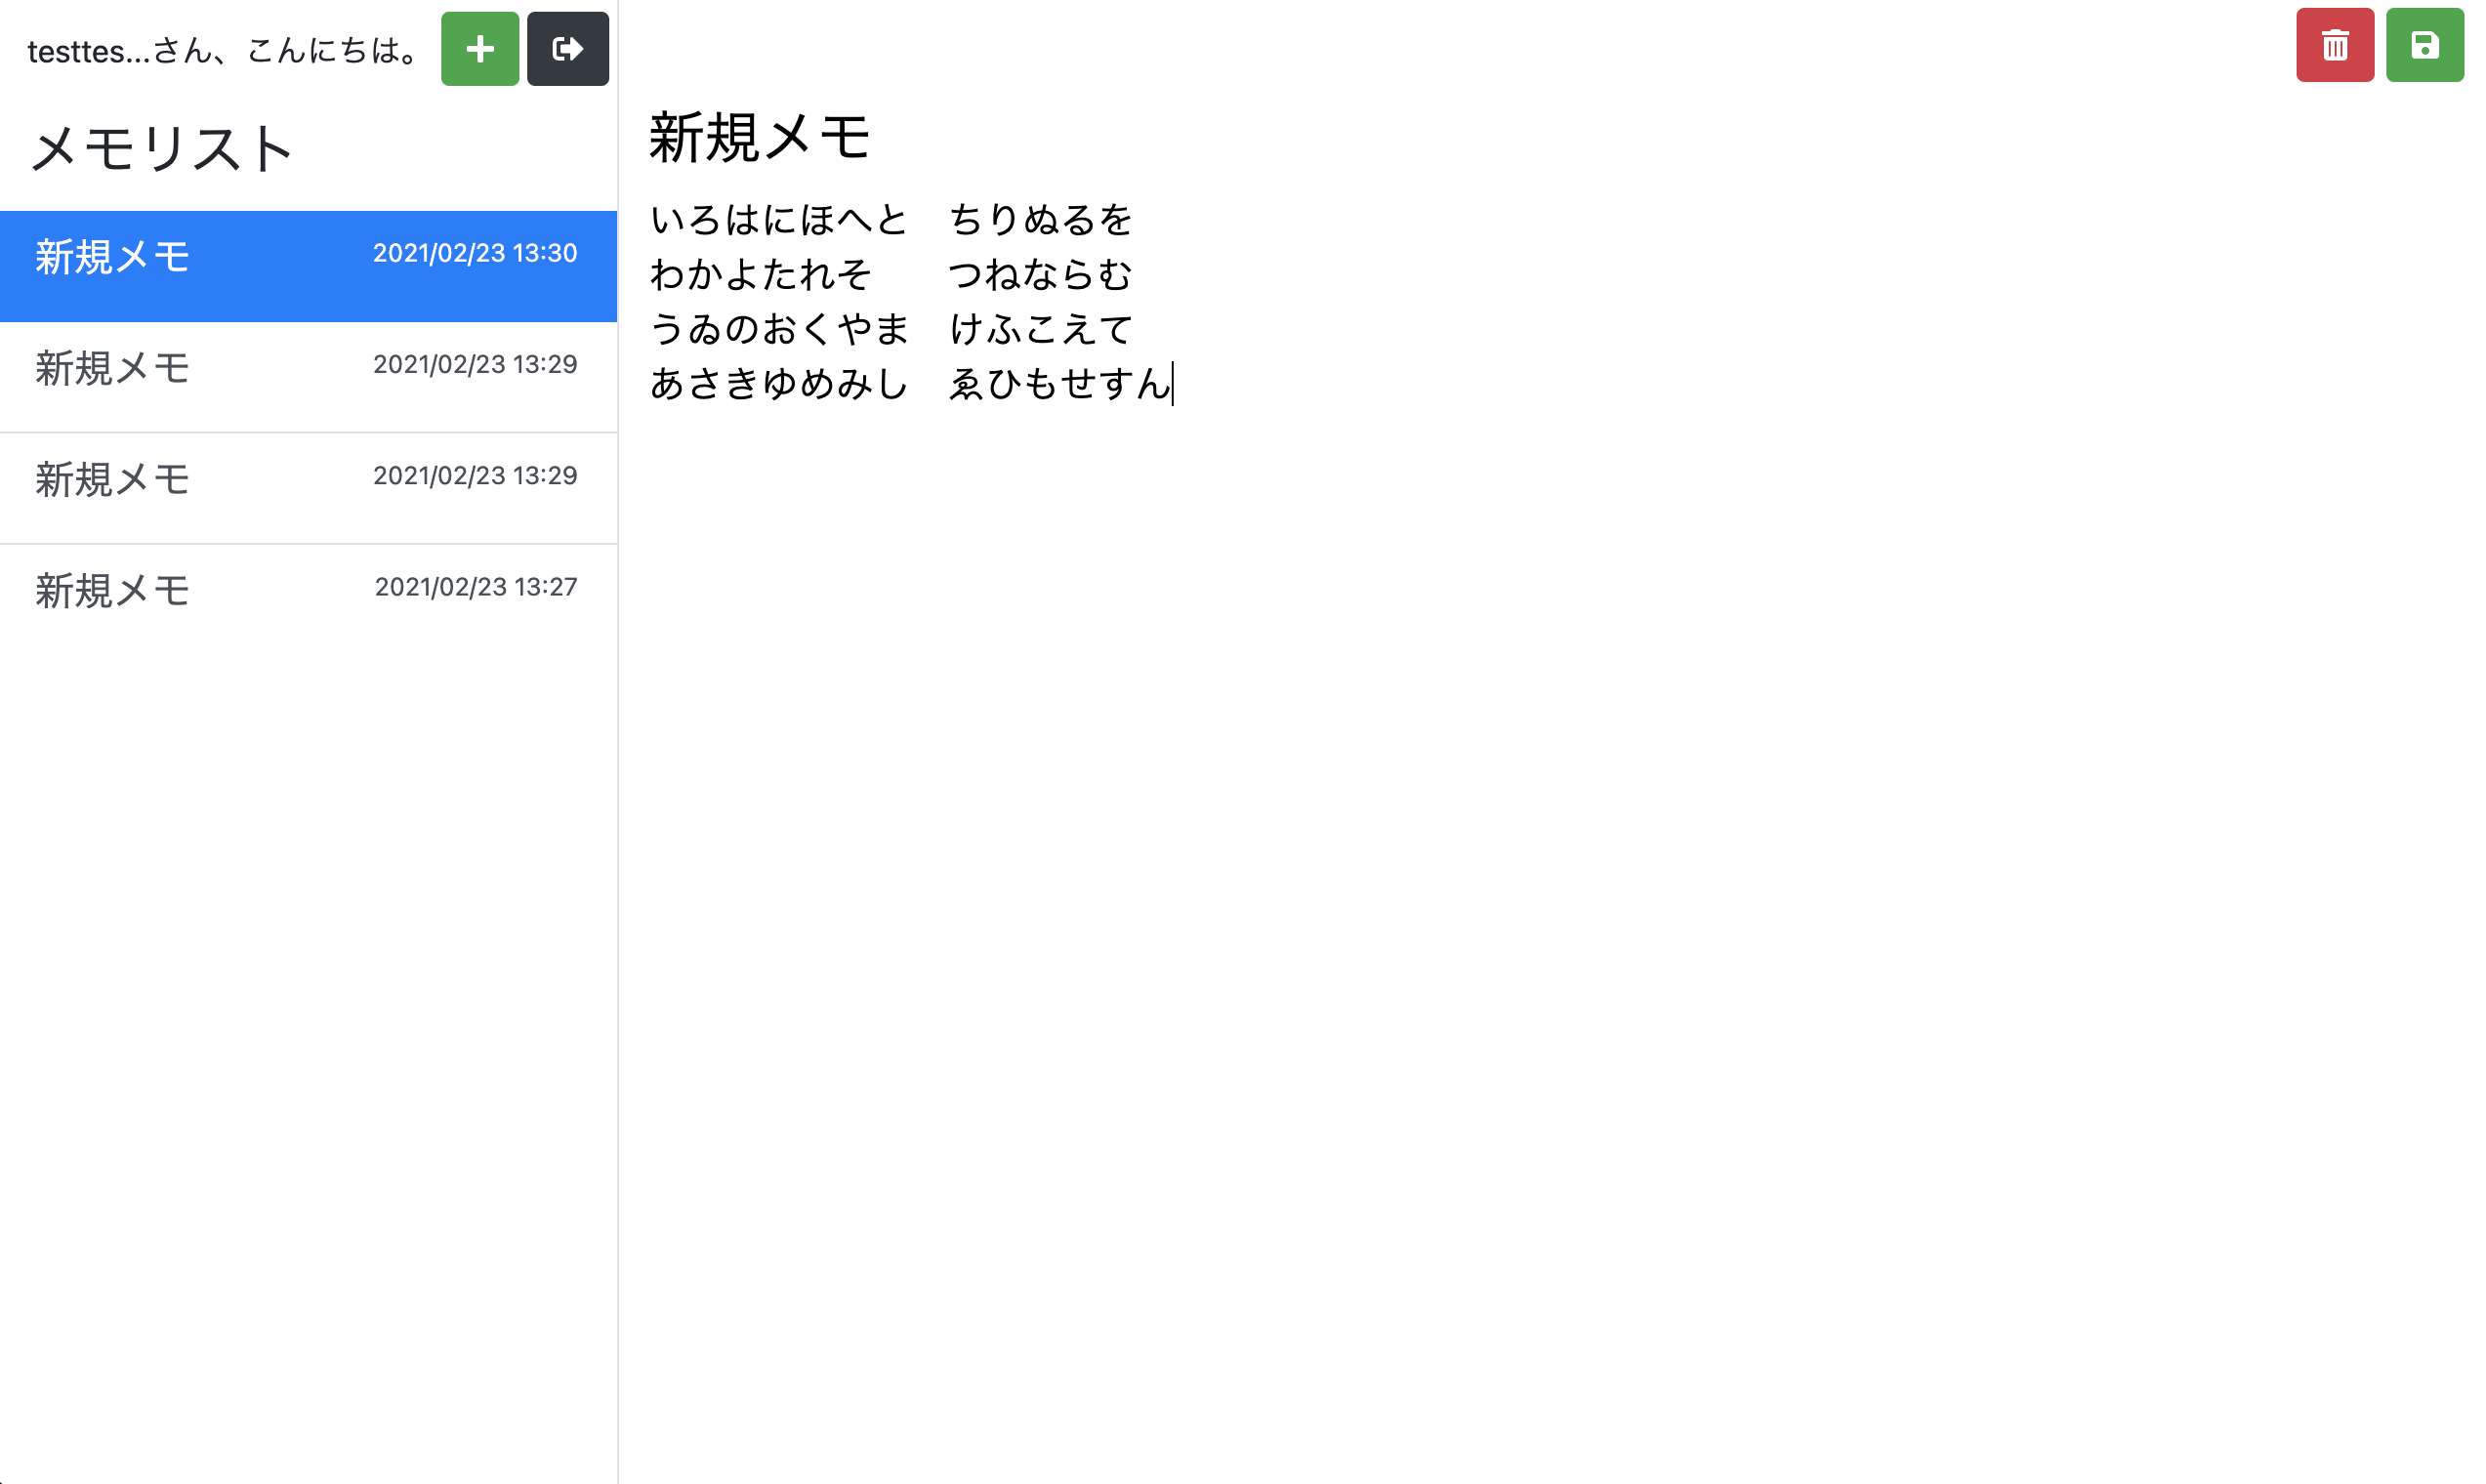 testtes...さん、こんにちは。
メモリスト
新規メモ 2021/02/23 13:30
新規メモ 2021/02/23 13:29
新規メモ 2021/02/23 13:29
新規メモ 2021/02/23 13:27
新規メモ
いろはにほへと　ちりぬるを
わかよたれそ　　つねならむ
うゐのおくやま　けふこえて
あさきゆめみし　ゑひもせすん